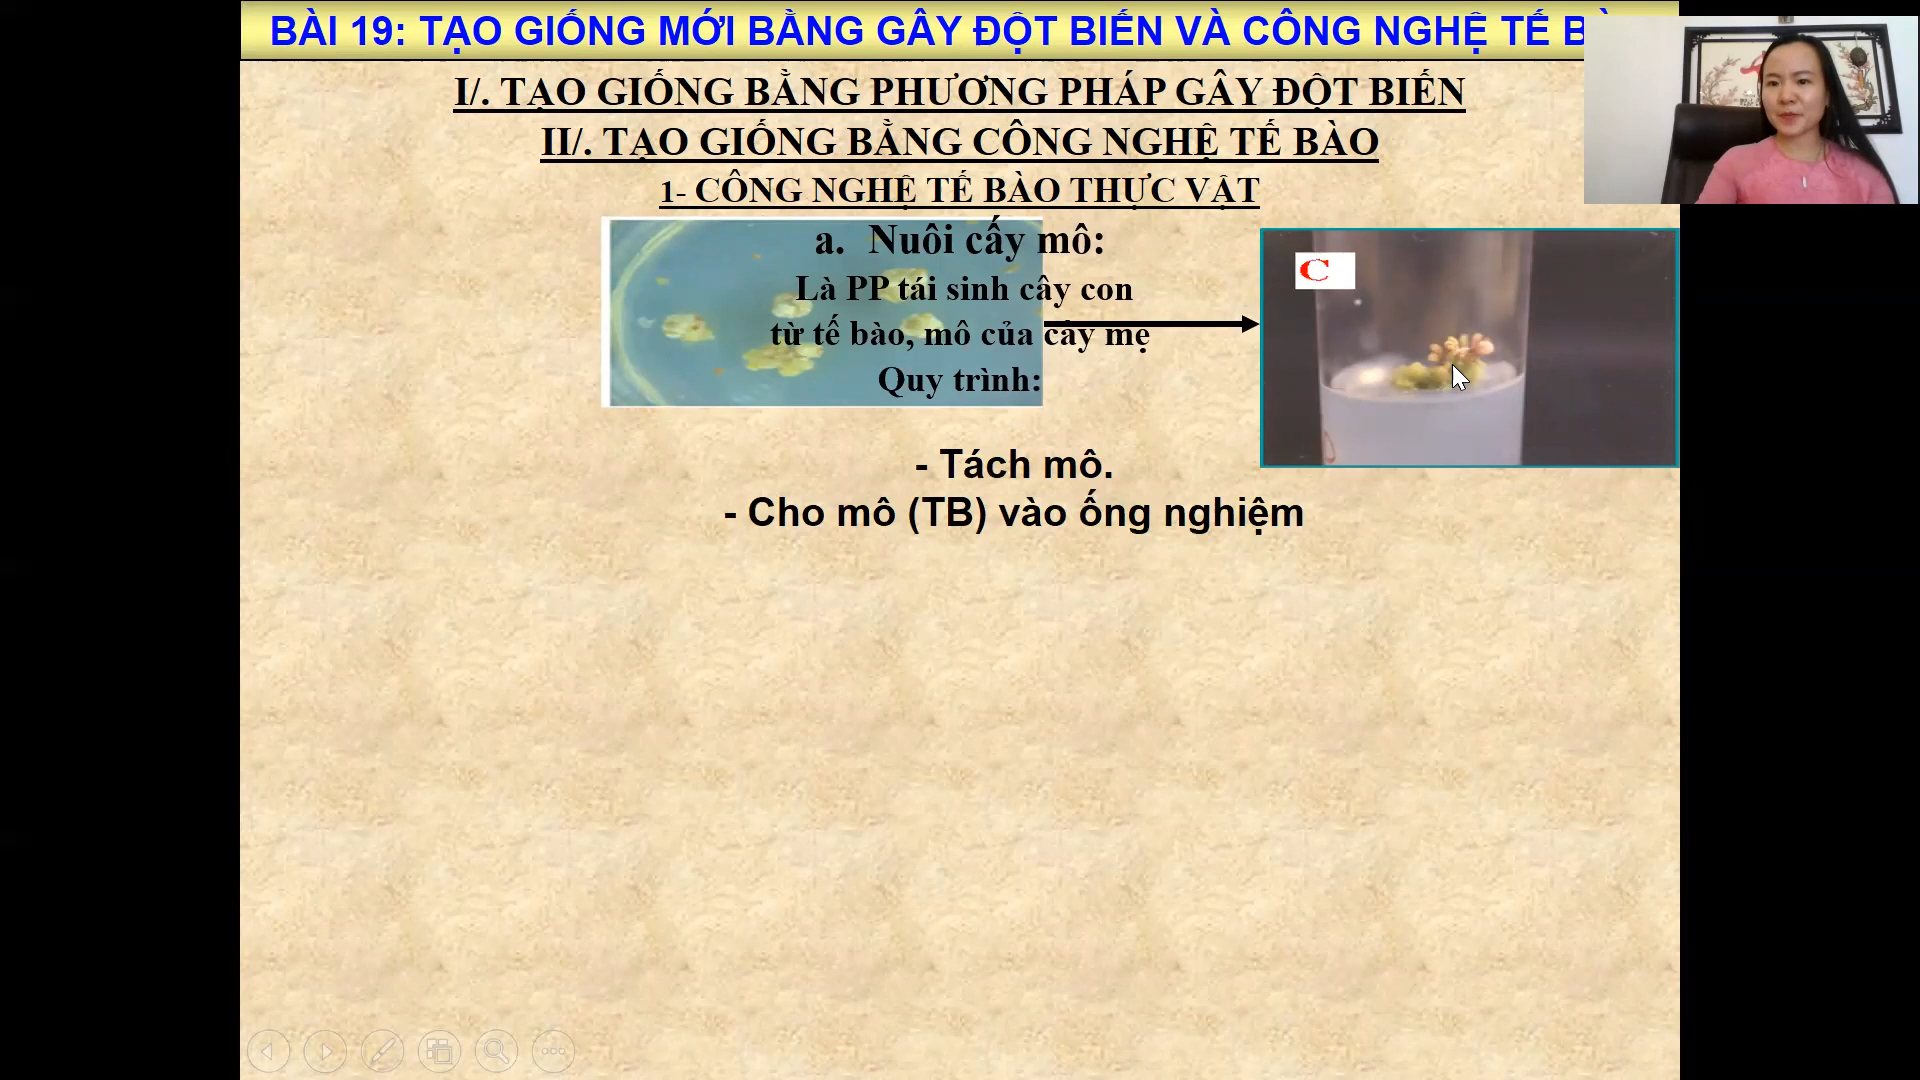 BÀI 19: TẠO GIỐNG MỚI BẰNG GÂY ĐỘT BIẾN VÀ CÔNG NGHỆ TẾ
I/. TẠO GIỐNG BẰNG PHƯƠNG PHÁP GÂY ĐỘT BIẾN
II/. TẠO GIỐNG BẰNG CÔNG NGHỆ TẾ BÀO
1- CÔNG NGHỆ TẾ BÀO THỰC VẬT
a. Nuôi cấy mô:
Là PP tái sinh cây con
từ tế bào, mô của cây mẹ
Quy trình:
C
- Tách mô.
- Cho mô (TB) vào ống nghiệm